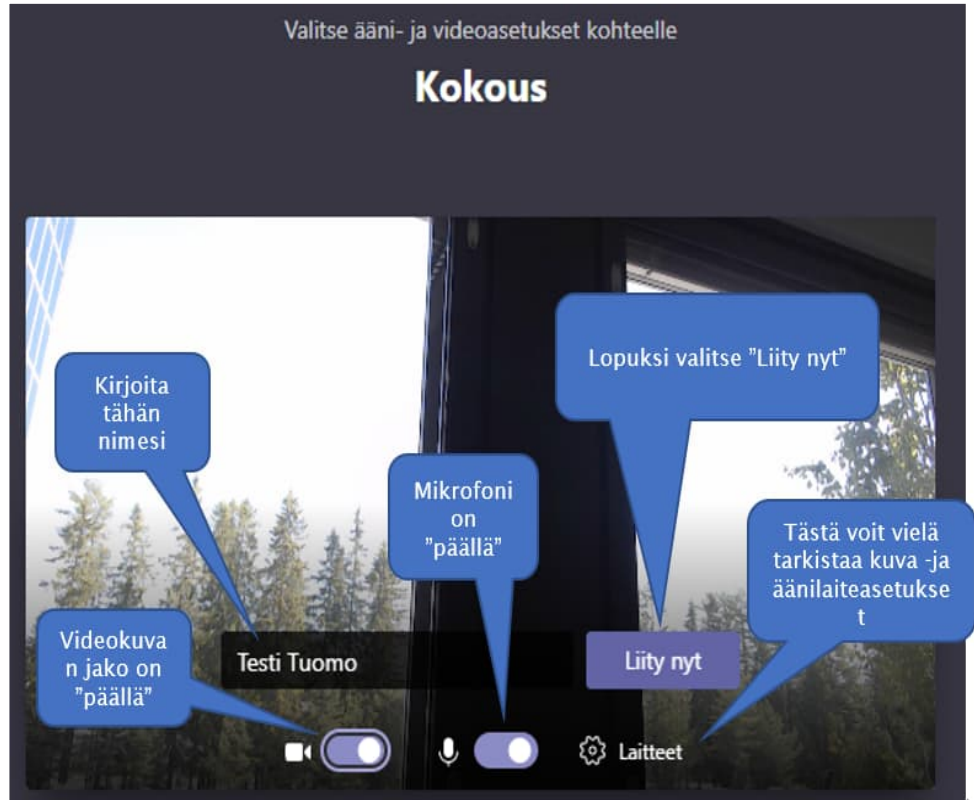 Valitse ääni- ja videoasetukset kohteelle
Kokous
Lopuksi valitse ”Liity nyt”
Kirjoita
tähän
nimesi
Mikrofoni
on
”päällä”
Tästä voit vielä
tarkistaa kuva -ja
äänilaiteasetukse
t
Videokuva
n jako on
”päällä”
Testi Tuomo
Liity nyt
Laitteet